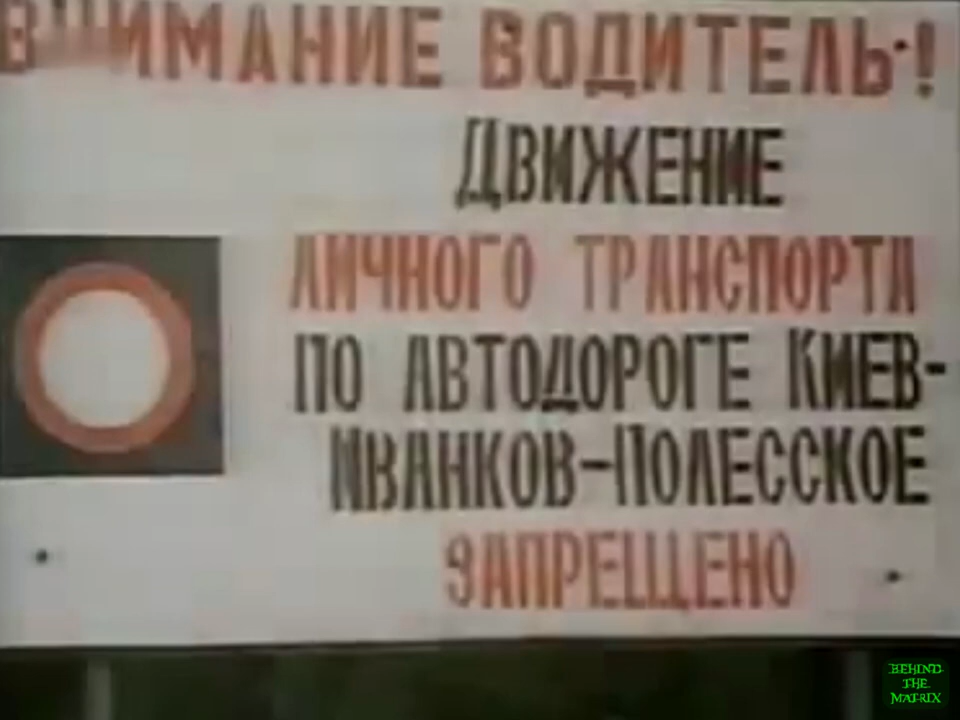 ВНИМАНИЕ ВОДИТЕЛЬ!
ДВИЖЕНИЕ
ЛИЧНОГО ТРАНСПОРТА
ПО АВТОДОРОГЕ КИЕВ-
ИВАНКОВ-ПОЛЕССКОЕ
ЗАПРЕЩЕНО
BEHIND
THE
MATRIX